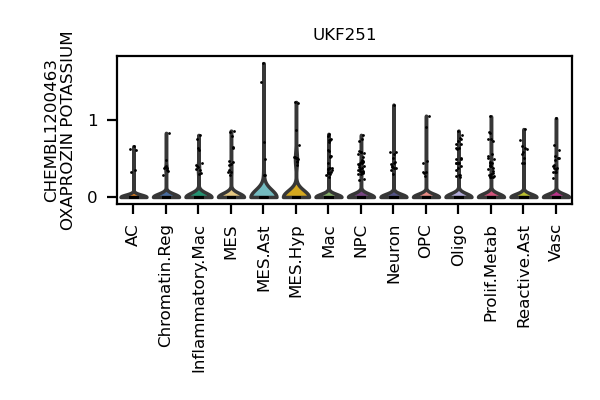 UKF251
CHEMBL1200463
OXAPROZIN POTASSIUM
1
0
AC
Chromatin.Reg
Inflammatory.Mac
MES
MES.Ast
MES.Hyp
Mac
NPC
Neuron
OPC
Oligo
Prolif.Metab
Reactive.Ast
Vasc